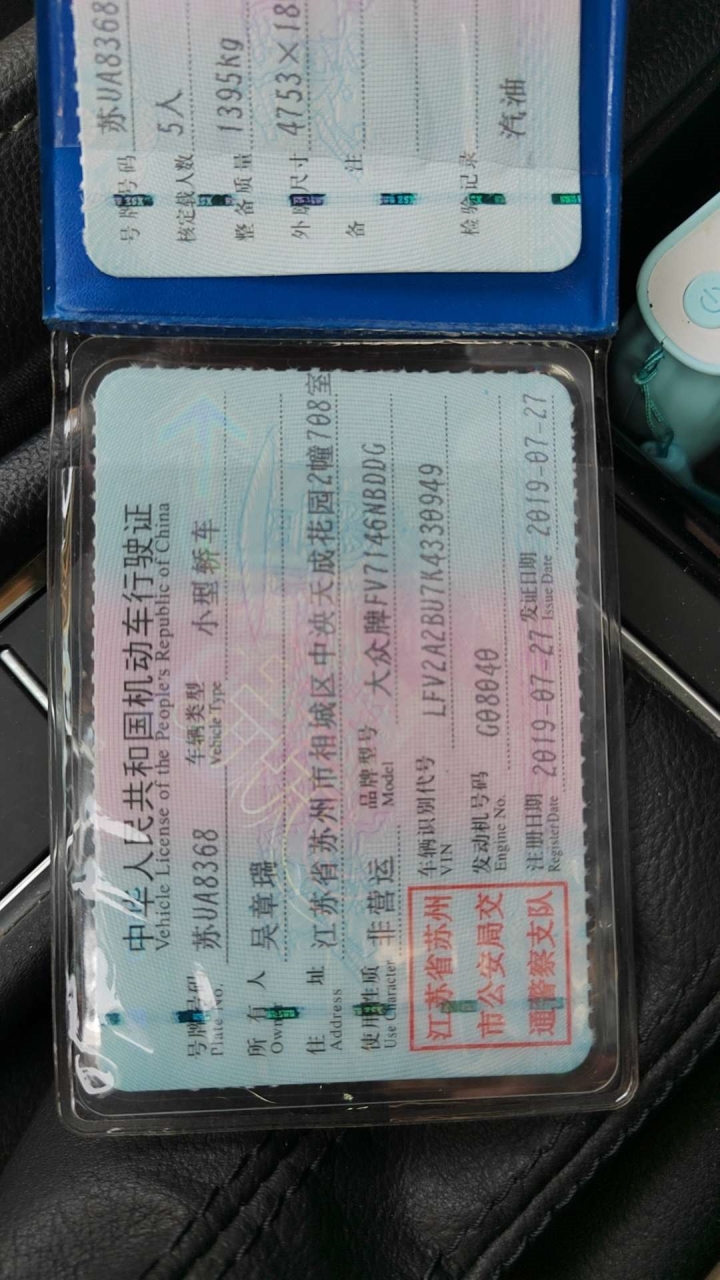 中华人民共和国机动车行驶证
Vehicle License of the People's Republic of China
号牌号码 苏UA8368 车辆类型 小型轿车
Plate No. Vehicle Type
所有人 吴章瑞
Owner
住址 江苏省苏州市相城区中泱天成花园2幢708室
Address
使用性质 非营运 品牌型号 大众牌FV7146NBDDG
Use Character Model
江苏省苏州
市公安局交
通警察支队
车辆识别代号 LFV2A2BU7K4330949
VIN
发动机号码 G08040
Engine No.
注册日期 2019-07-27 发证日期 2019-07-27
Register Date Issue Date
号牌号码 苏UA8368
核定载人数 5人
整备质量 1395kg
外廓尺寸 4753×18
备注
检验记录 汽油